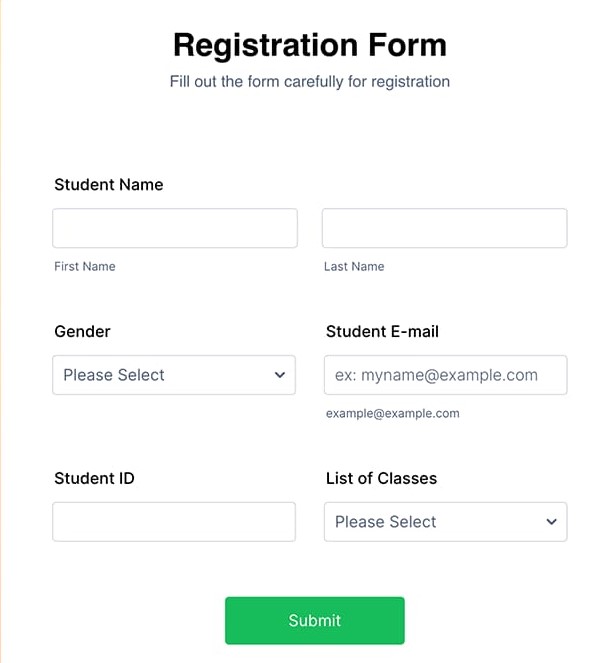 Registration Form
Fill out the form carefully for registration
Student Name
First Name
Last Name
Gender
Student E-mail
Please Select
ex: myname@example.com
example@example.com
Student ID
List of Classes
Please Select
Submit